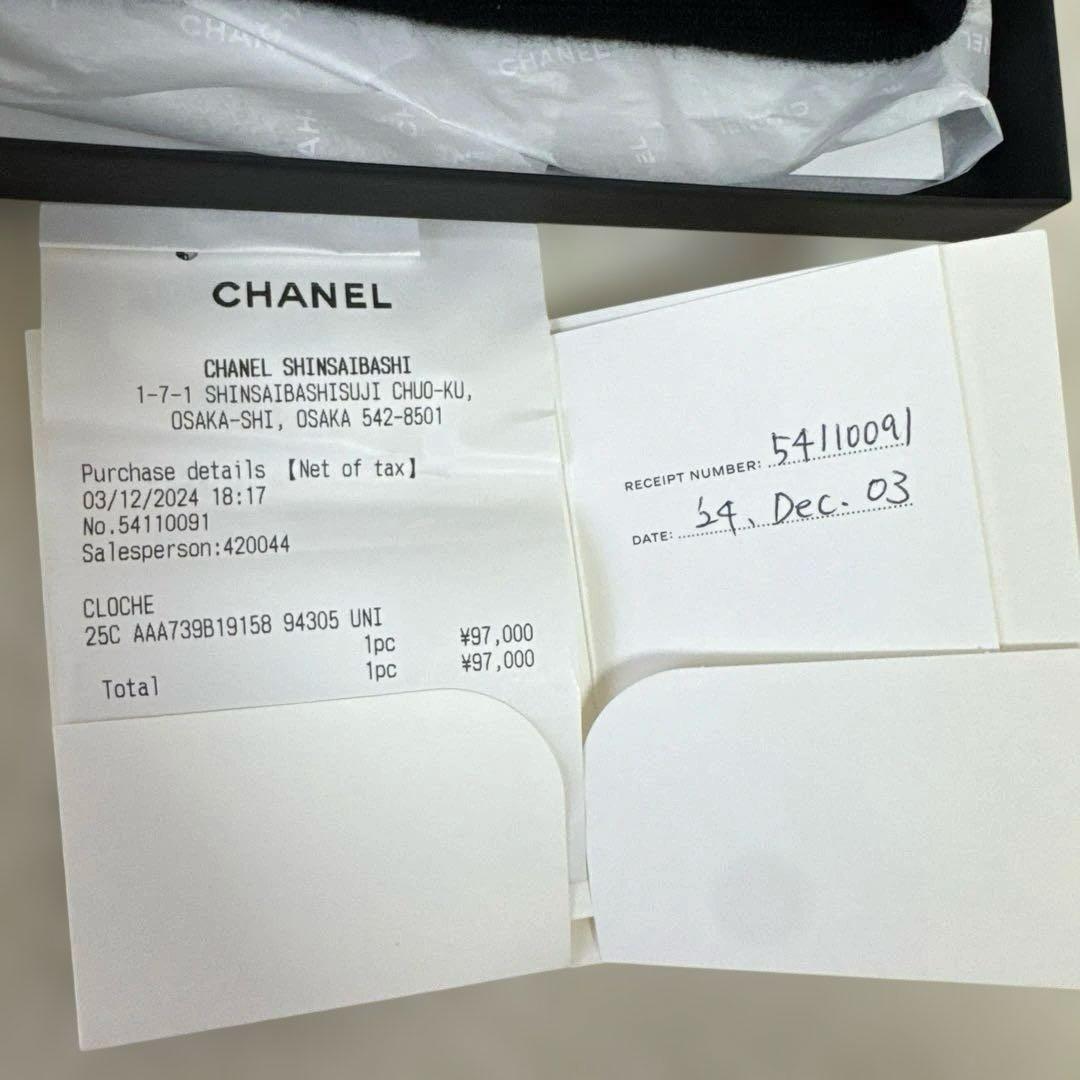 CHANEL
CHANEL
CHANEL SHINSAIBASHI
1-7-1 SHINSAIBASHISUJI CHUO-KU,
OSAKA-SHI, OSAKA 542-8501
Purchase details 【Net of tax】
03/12/2024 18:17
No.54110091
Salesperson:420044
CLOCHE
25C AAA739B19158 94305 UNI
1pc ¥97,000
Total 1pc ¥97,000
RECEIPT NUMBER: 54110091
DATE: '24, Dec. 03